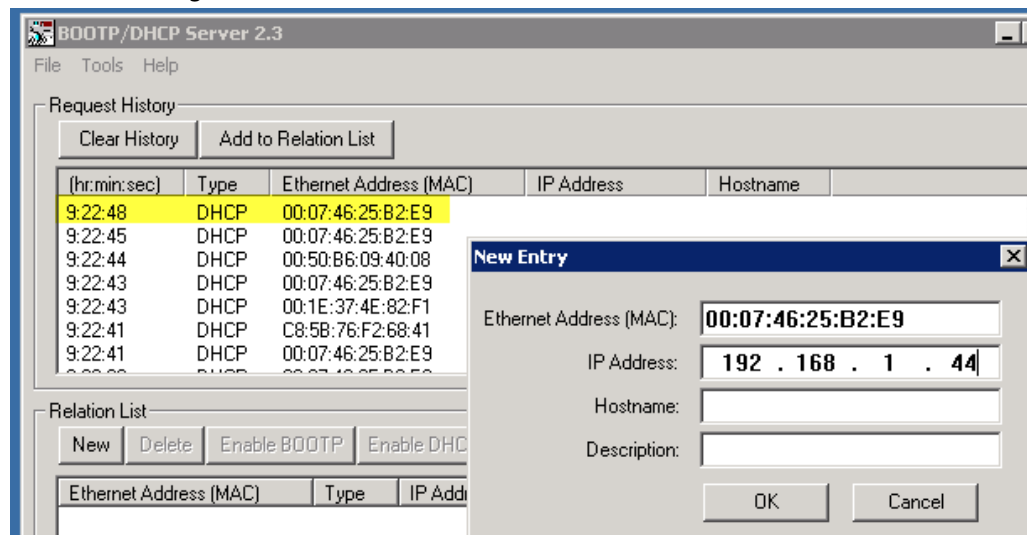 BOOTP/DHCP Server 2.3
File Tools Help
Request History
Clear History Add to Relation List
(hr:min:sec) Type Ethernet Address (MAC) IP Address Hostname
9:22:48 DHCP 00:07:46:25:B2:E9
9:22:45 DHCP 00:07:46:25:B2:E9
9:22:44 DHCP 00:50:B6:09:40:08
9:22:43 DHCP 00:07:46:25:B2:E9
9:22:43 DHCP 00:1E:37:4E:82:F1
9:22:41 DHCP C8:5B:76:F2:68:41
9:22:41 DHCP 00:07:46:25:B2:E9
New Entry
Ethernet Address (MAC): 00:07:46:25:B2:E9
IP Address: 192 . 168 . 1 . 44
Hostname:
Description:
OK Cancel
Relation List
New Delete Enable BOOTP Enable DHC
Ethernet Address (MAC) Type IP Addr